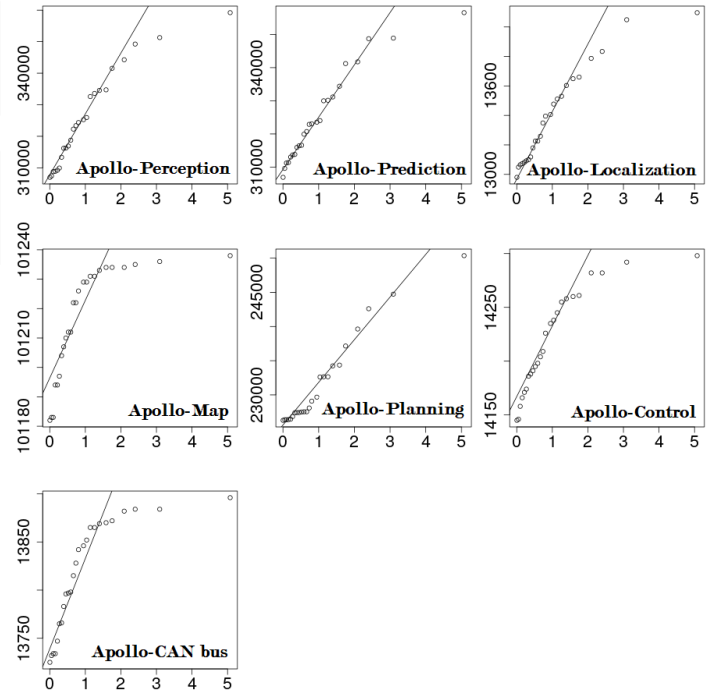 340000
310000
Apollo-Perception
0 1 2 3 4 5
340000
310000
Apollo-Prediction
0 1 2 3 4 5
13600
13000
Apollo-Localization
0 1 2 3 4 5
101240
101210
101180
Apollo-Map
0 1 2 3 4 5
245000
230000
Apollo-Planning
0 1 2 3 4 5
14250
14150
Apollo-Control
0 1 2 3 4 5
13850
13750
Apollo-CAN bus
0 1 2 3 4 5